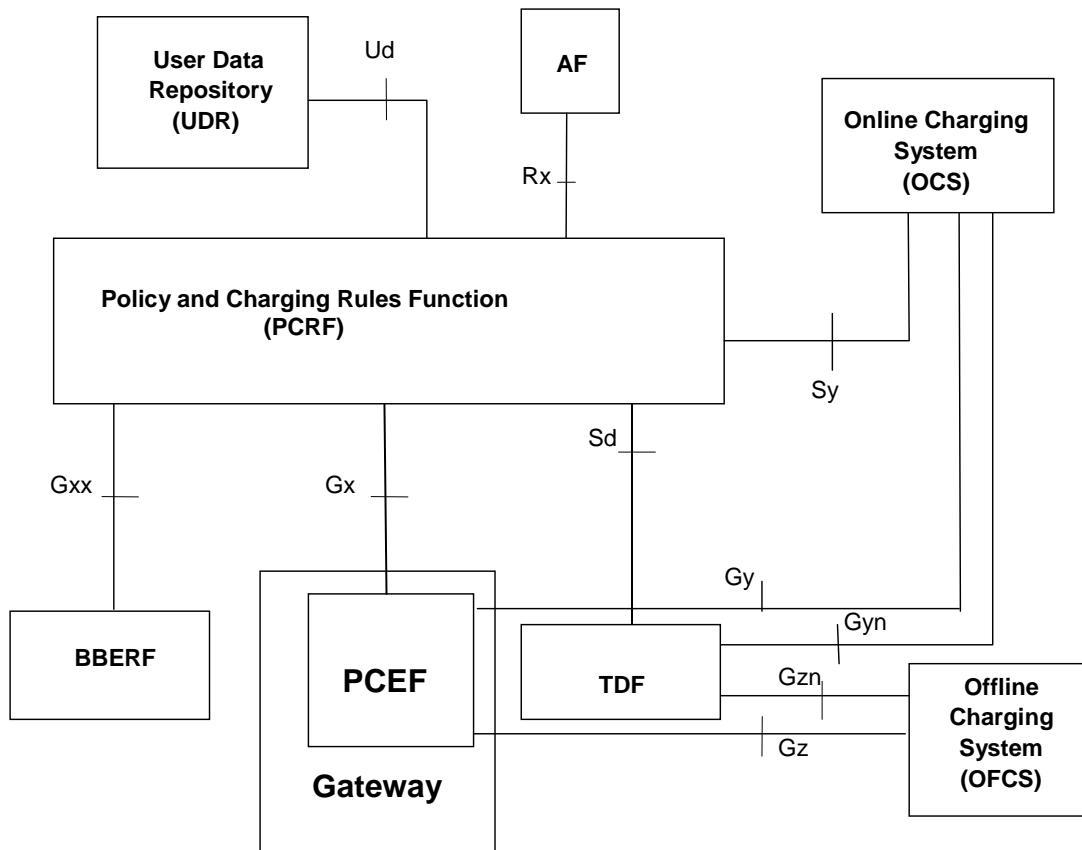 User Data
Repository
(UDR)
Ud
AF
Online Charging
System
(OCS)
Rx
Policy and Charging Rules Function
(PCRF)
Sy
Sd
Gxx
Gx
Gy
Gyn
BBERF
PCEF
TDF
Gzn
Offline
Charging
System
(OFCS)
Gz
Gateway